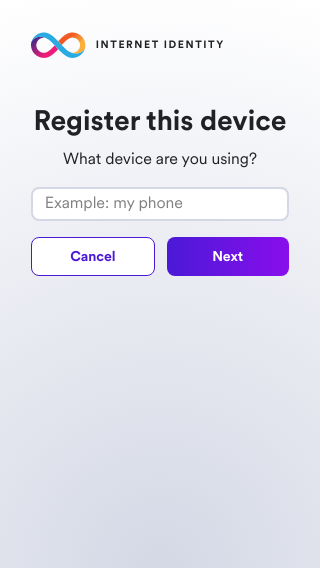 INTERNET IDENTITY
Register this device
What device are you using?
Example: my phone
Cancel Next